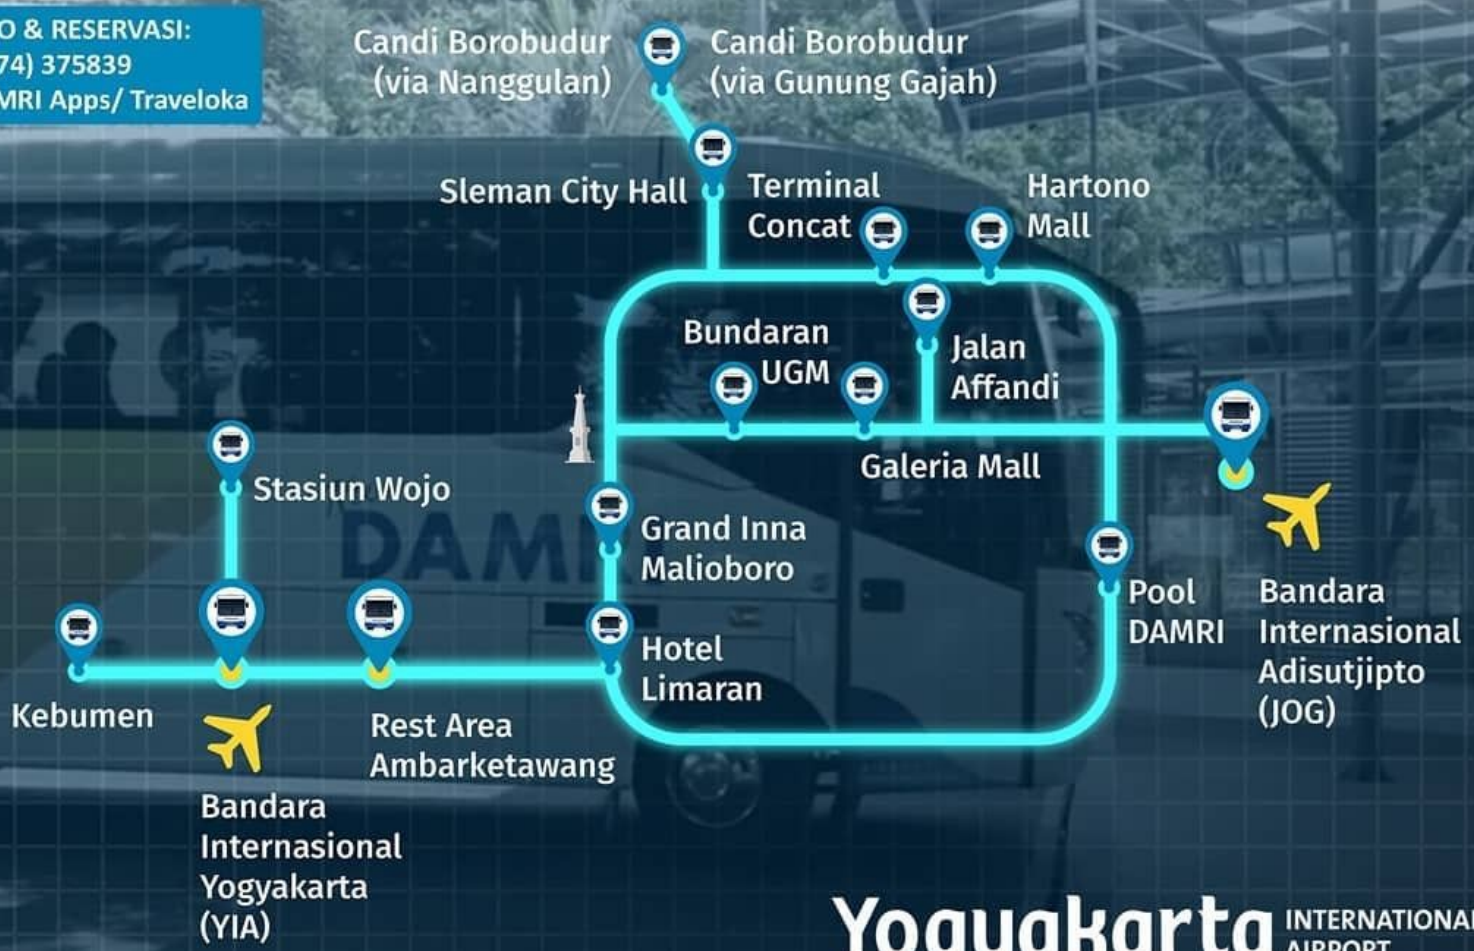 O & RESERVASI:
74) 375839
MRI Apps/ Traveloka
Candi Borobudur
(via Nanggulan)
Candi Borobudur
(via Gunung Gajah)
Sleman City Hall
Terminal
Concat
Hartono
Mall
Bundaran
UGM
Jalan
Affandi
Galeria Mall
Stasiun Wojo
DAMRI
Grand Inna
Malioboro
Hotel
Limaran
Pool
DAMRI
Bandara
Internasional
Adisutjipto
(JOG)
Kebumen
Rest Area
Ambarketawang
Bandara
Internasional
Yogyakarta
(YIA)
Yogyakarta
INTERNATIONAL
AIRPORT